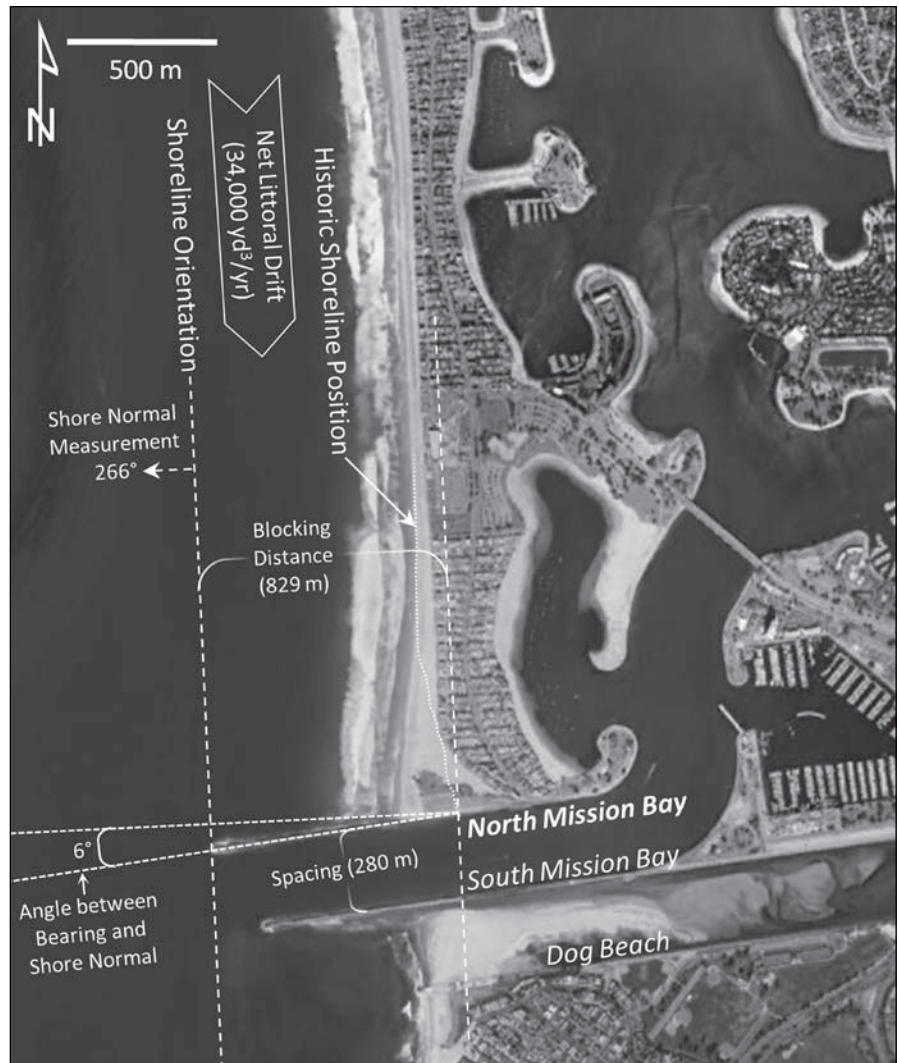 500 m
N
Shoreline Orientation
Net Littoral Drift
(34,000 yd³/yr)
Historic Shoreline Position
Shore Normal
Measurement
266°
Blocking
Distance
(829 m)
North Mission Bay
6°
Spacing (280 m)
South Mission Bay
Angle between
Bearing and
Shore Normal
Dog Beach